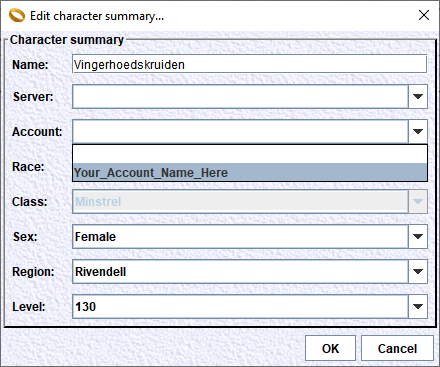 Edit character summary...
Character summary
Name: Vingerhoedskruiden
Server:
Account:
Your_Account_Name_Here
Race:
Class: Minstrel
Sex: Female
Region: Rivendell
Level: 130
OK Cancel